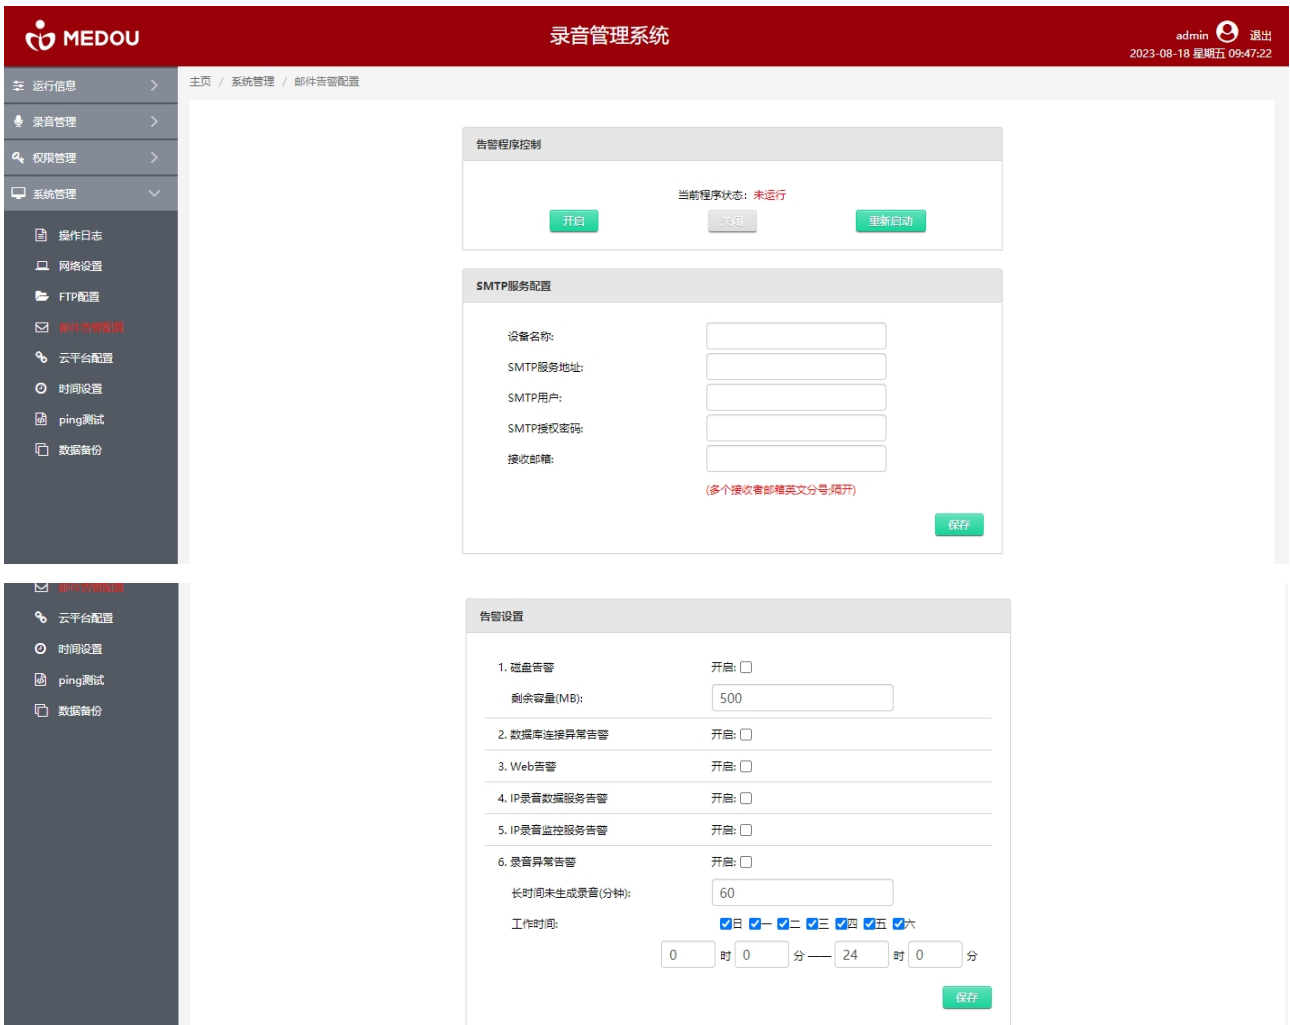 MEDOU
录音管理系统
admin 退出
2023-08-18 星期五 09:47:22
运行信息
录音管理
权限管理
系统管理
操作日志
网络设置
FTP配置
邮件告警配置
云平台配置
时间设置
ping测试
数据备份
主页 / 系统管理 / 邮件告警配置
告警程序控制
当前程序状态: 未运行
开启 关闭 重新启动
SMTP服务配置
设备名称:
SMTP服务地址:
SMTP用户:
SMTP授权密码:
接收邮箱:
(多个接收者邮箱英文分号;隔开)
保存
邮件告警配置
云平台配置
时间设置
ping测试
数据备份
告警设置
1. 磁盘告警 开启:
剩余容量(MB): 500
2. 数据库连接异常告警 开启:
3. Web告警 开启:
4. IP录音数据服务告警 开启:
5. IP录音监控服务告警 开启:
6. 录音异常告警 开启:
长时间未生成录音(分钟): 60
工作时间: 日 一 二 三 四 五 六
0 时 0 分 —— 24 时 0 分
保存